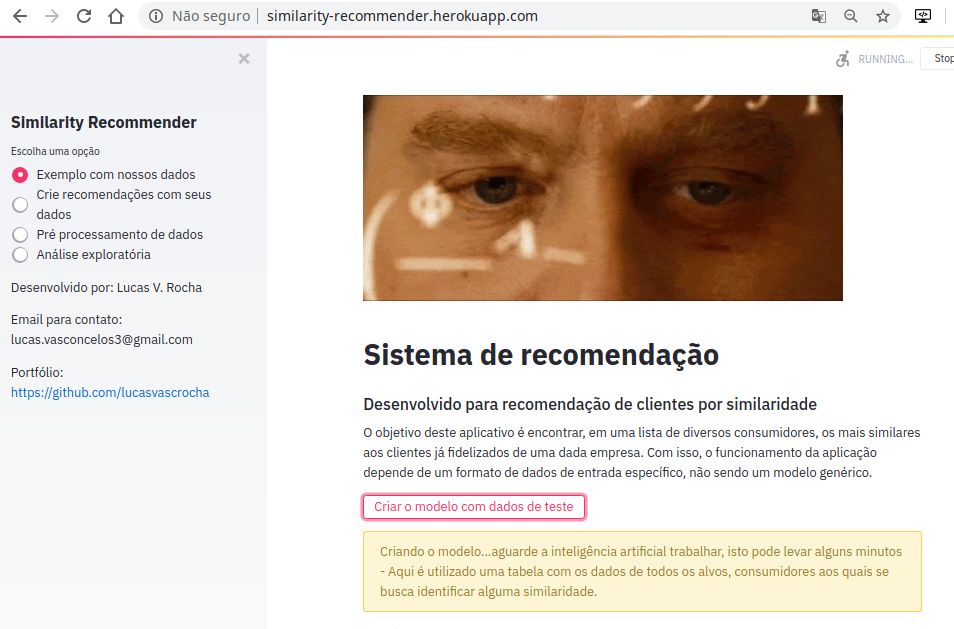 Não seguro
similarity-recommender.herokuapp.com
RUNNING...
Stop
Similarity Recommender
Escolha uma opção
Exemplo com nossos dados
Crie recomendações com seus
dados
Pré processamento de dados
Análise exploratória
Desenvolvido por: Lucas V. Rocha
Email para contato:
lucas.vasconcelos3@gmail.com
Portfólio:
https://github.com/lucasvascrocha
Sistema de recomendação
Desenvolvido para recomendação de clientes por similaridade
O objetivo deste aplicativo é encontrar, em uma lista de diversos consumidores, os mais similares
aos clientes já fidelizados de uma dada empresa. Com isso, o funcionamento da aplicação
depende de um formato de dados de entrada específico, não sendo um modelo genérico.
Criar o modelo com dados de teste
Criando o modelo...aguarde a inteligência artificial trabalhar, isto pode levar alguns minutos
- Aqui é utilizado uma tabela com os dados de todos os alvos, consumidores aos quais se
busca identificar alguma similaridade.